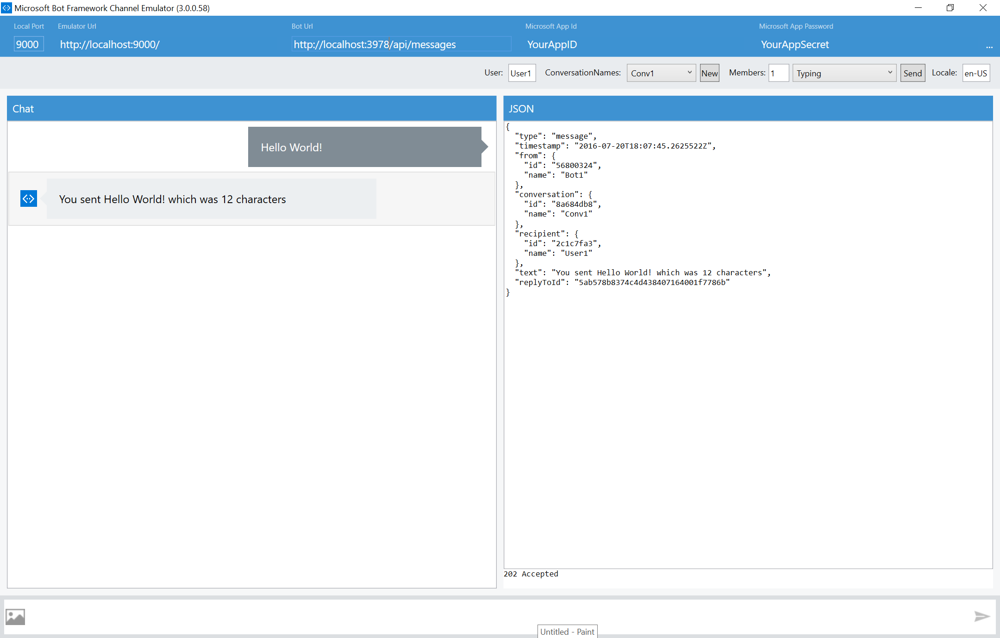 Microsoft Bot Framework Channel Emulator (3.0.0.58)
Local Port Emulator Url Bot Url Microsoft App Id Microsoft App Password
9000 http://localhost:9000/ http://localhost:3978/api/messages YourAppID YourAppSecret ...
User: User1 ConversationNames: Conv1 New Members: 1 Typing Send Locale: en-US
Chat
Hello World!
You sent Hello World! which was 12 characters
JSON
{
  "type": "message",
  "timestamp": "2016-07-20T18:07:45.2625522Z",
  "from": {
    "id": "56800324",
    "name": "Bot1"
  },
  "conversation": {
    "id": "8a684db8",
    "name": "Conv1"
  },
  "recipient": {
    "id": "2c1c7fa3",
    "name": "User1"
  },
  "text": "You sent Hello World! which was 12 characters",
  "replyToId": "5ab578b8374c4d438407164001f7786b"
}
202 Accepted
Untitled - Paint